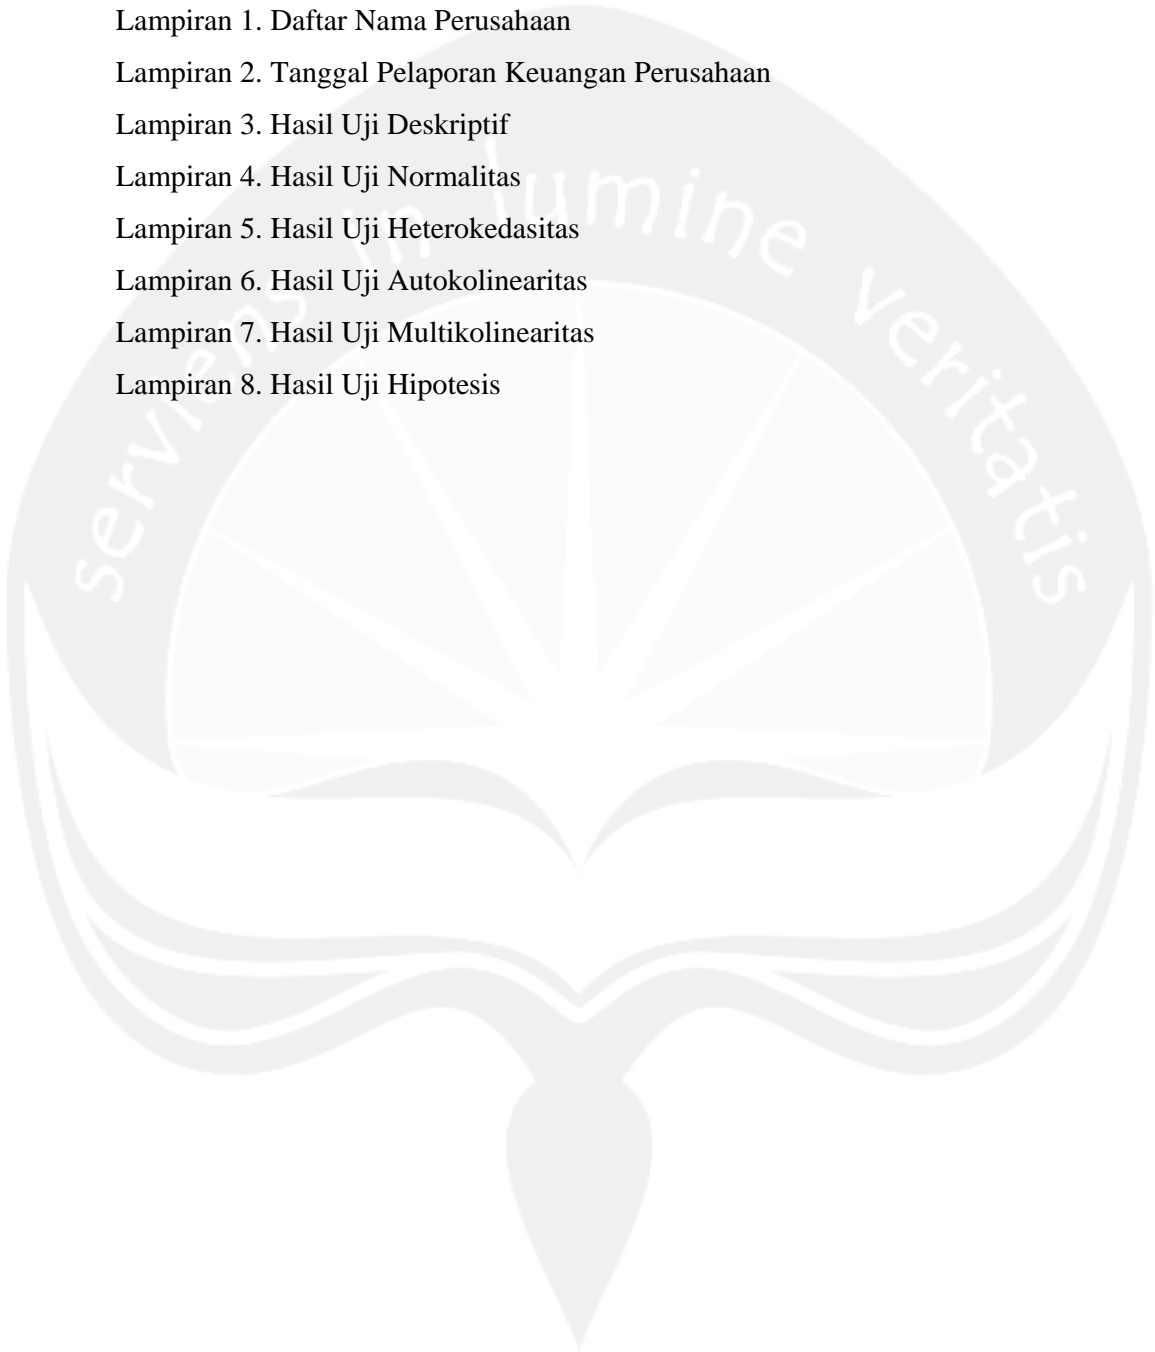 Lampiran 1. Daftar Nama Perusahaan
Lampiran 2. Tanggal Pelaporan Keuangan Perusahaan
Lampiran 3. Hasil Uji Deskriptif
Lampiran 4. Hasil Uji Normalitas
Lampiran 5. Hasil Uji Heterokedasitas
Lampiran 6. Hasil Uji Autokolinearitas
Lampiran 7. Hasil Uji Multikolinearitas
Lampiran 8. Hasil Uji Hipotesis
serviens in lumine veritatis